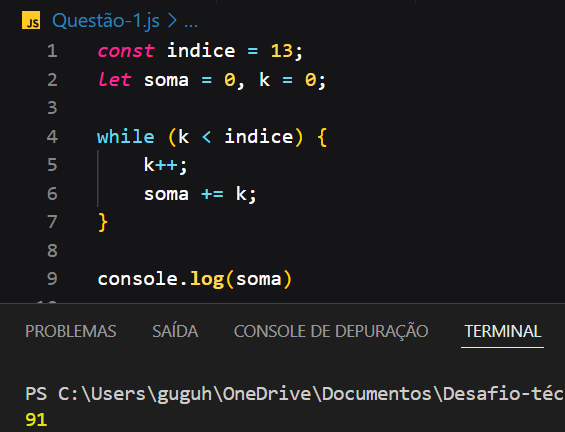 JS Questão-1.js > ...
1 const indice = 13;
2 let soma = 0, k = 0;
3
4 while (k < indice) {
5 k++;
6 soma += k;
7 }
8
9 console.log(soma)
PROBLEMAS SAÍDA CONSOLE DE DEPURAÇÃO TERMINAL
PS C:\Users\guguh\OneDrive\Documentos\Desafio-téc
91